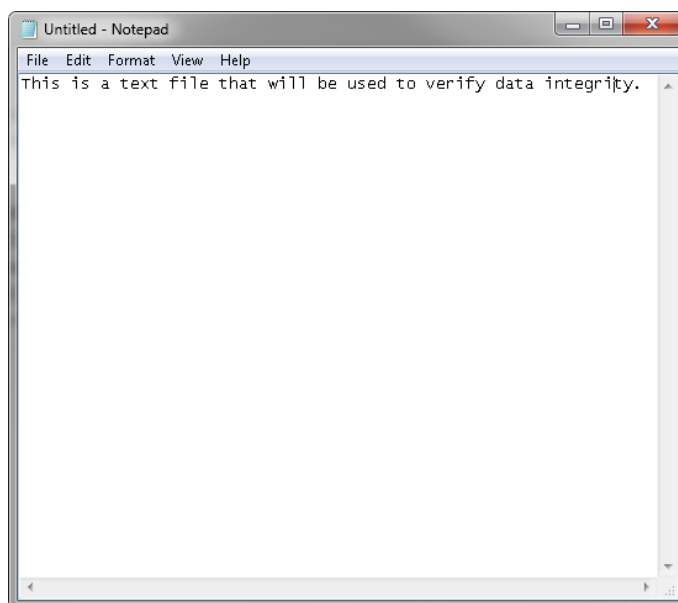 Untitled - Notepad
File Edit Format View Help
This is a text file that will be used to verify data integrity.